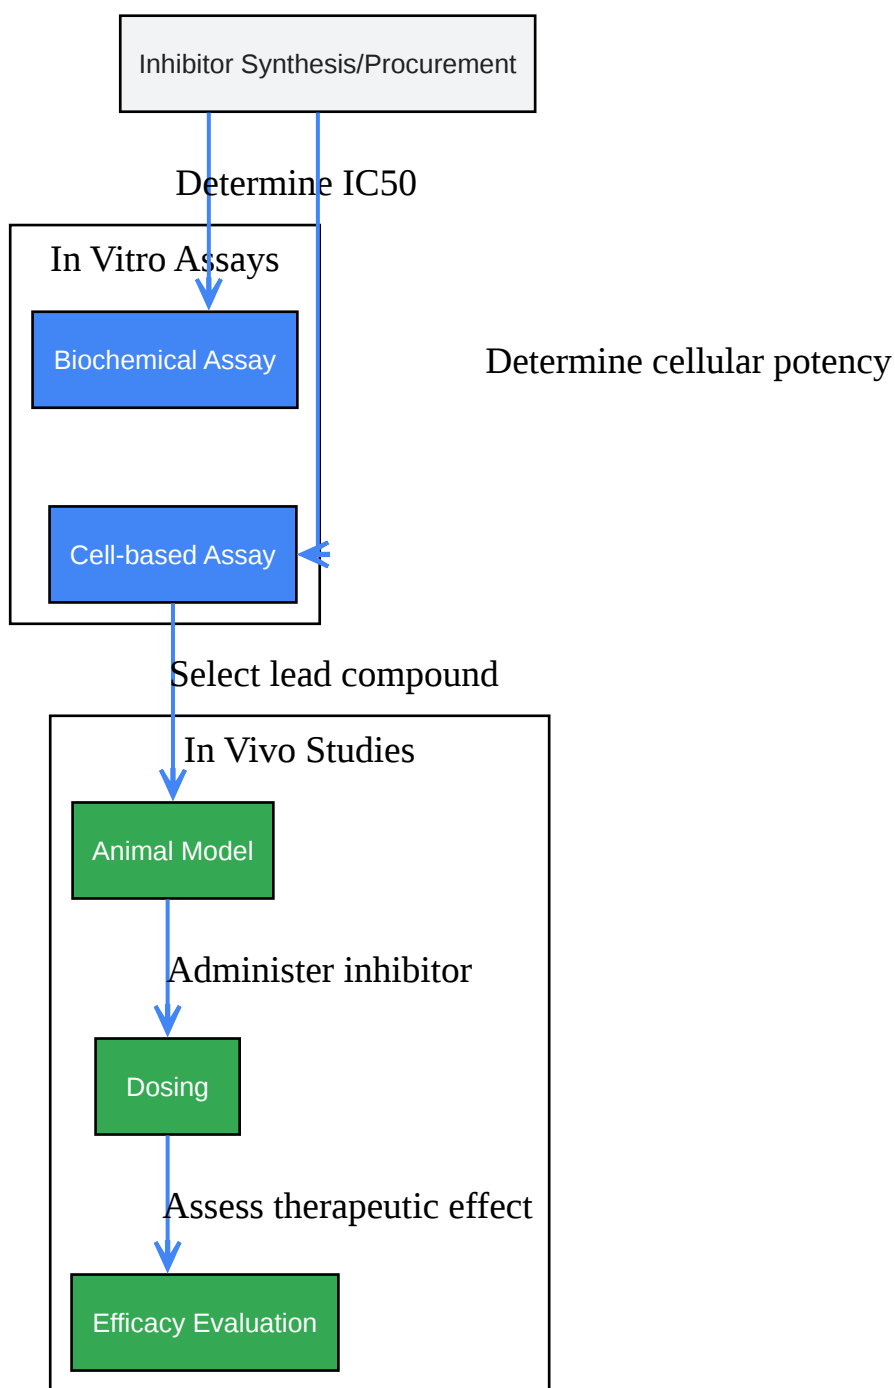 Inhibitor Synthesis/Procurement
Determine IC50
In Vitro Assays
Biochemical Assay
Determine cellular potency
Cell-based Assay
Select lead compound
In Vivo Studies
Animal Model
Administer inhibitor
Dosing
Assess therapeutic effect
Efficacy Evaluation